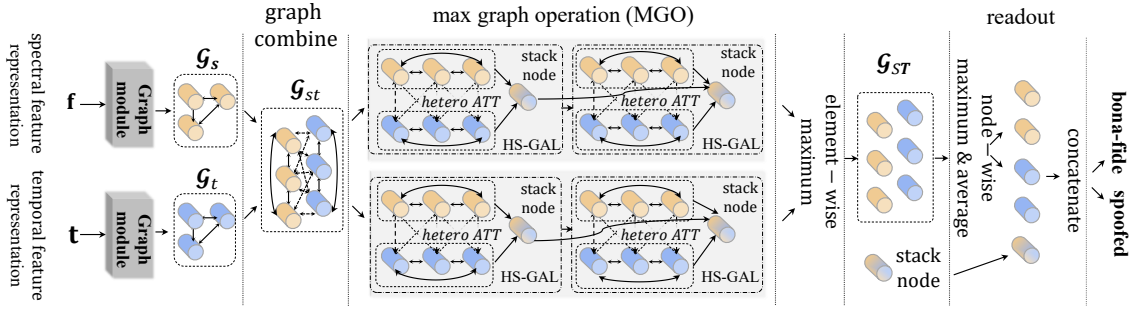 graph
combine
max graph operation (MGO)
readout
spectral feature
representation
f
Graph
module
𝒢s
temporal feature
representation
t
Graph
module
𝒢t
𝒢st
stack
node
hetero ATT
HS-GAL
stack
node
hetero ATT
HS-GAL
stack
node
hetero ATT
HS-GAL
stack
node
hetero ATT
HS-GAL
element−wise
maximum
𝒢ST
stack
node
node−wise
maximum & average
concatenate
bona-fide
spoofed